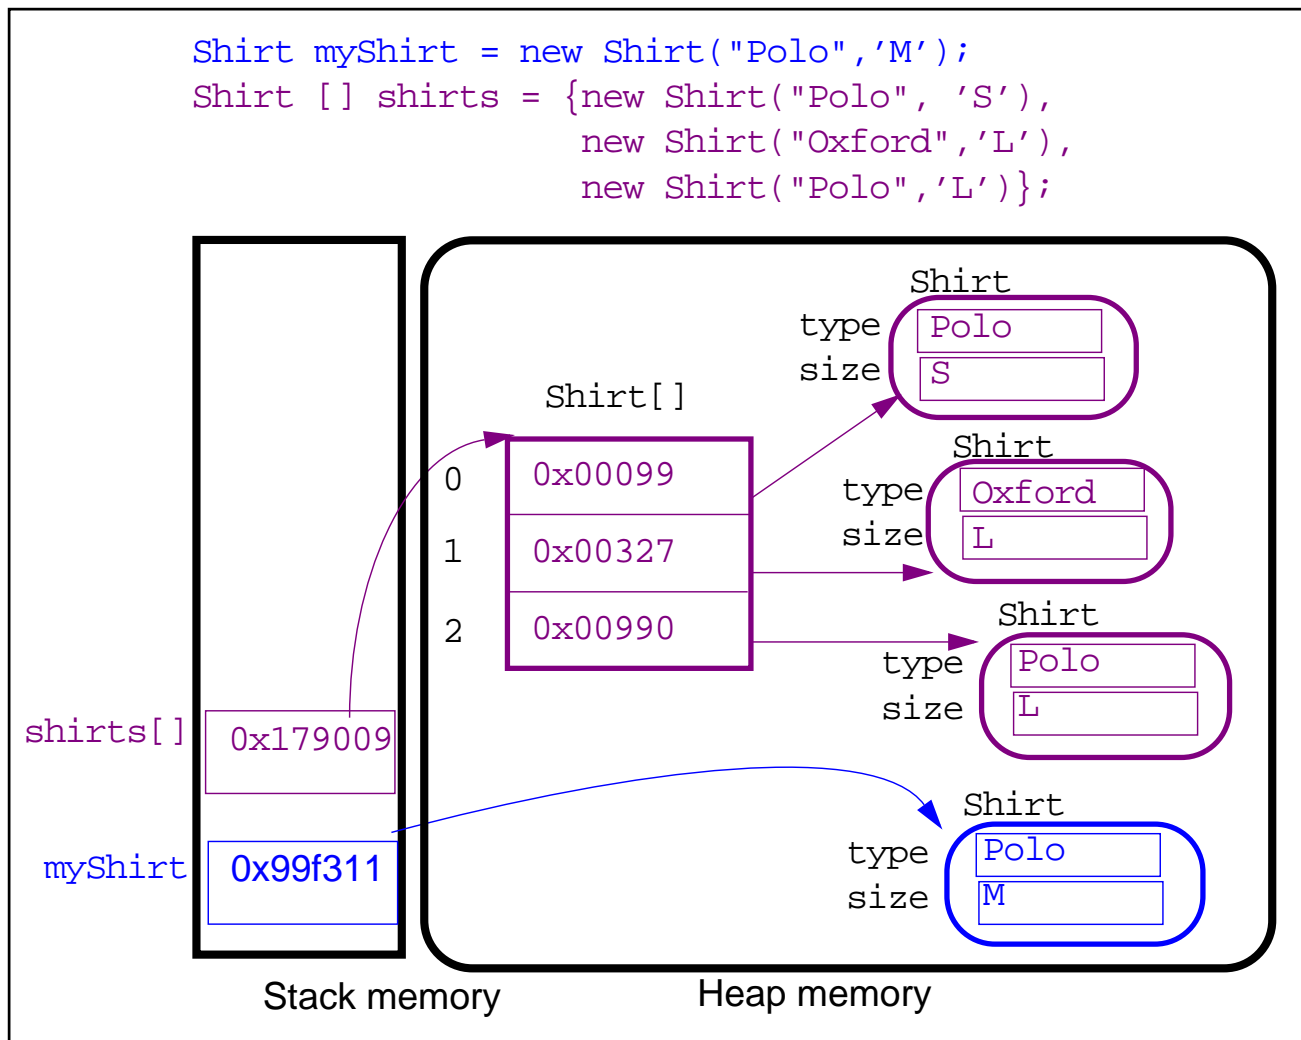 Shirt myShirt = new Shirt("Polo",’M’);
Shirt [] shirts = {new Shirt("Polo", ’S’),
new Shirt("Oxford",’L’),
new Shirt("Polo",’L’)};
Shirt
type Polo
size S
Shirt[]
0 0x00099
Shirt
type Oxford
size L
1 0x00327
2 0x00990
Shirt
type Polo
size L
shirts[] 0x179009
Shirt
type Polo
size M
myShirt 0x99f311
Stack memory
Heap memory